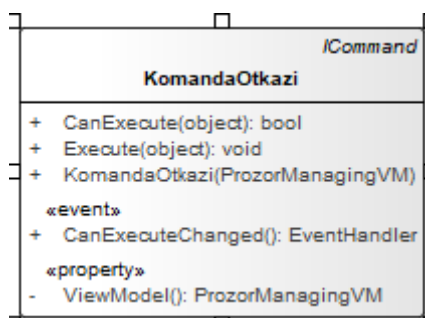 ICommand
KomandaOtkazi
+ CanExecute(object): bool
+ Execute(object): void
+ KomandaOtkazi(ProzorManagingVM)
«event»
+ CanExecuteChanged(): EventHandler
«property»
- ViewModel(): ProzorManagingVM